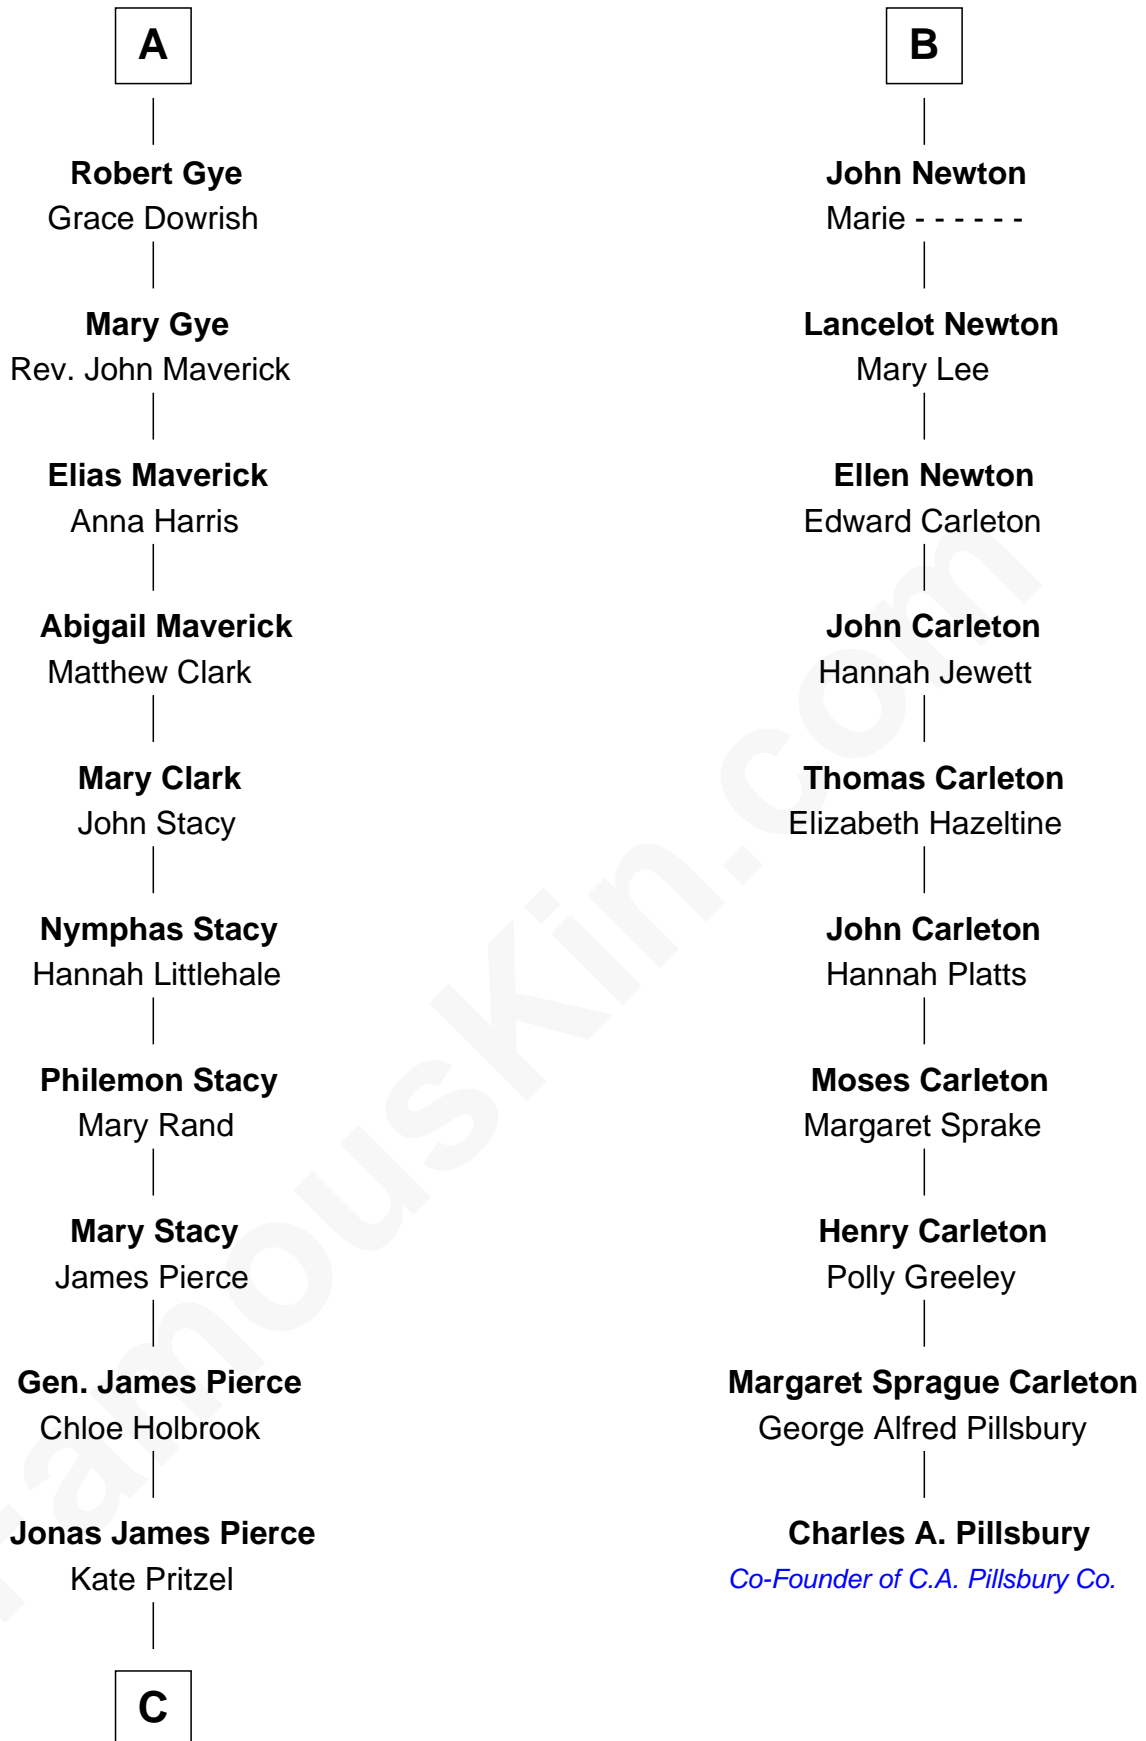 A
Robert Gye
Grace Dowrish
Mary Gye
Rev. John Maverick
Elias Maverick
Anna Harris
Abigail Maverick
Matthew Clark
Mary Clark
John Stacy
Nymphas Stacy
Hannah Littlehale
Philemon Stacy
Mary Rand
Mary Stacy
James Pierce
Gen. James Pierce
Chloe Holbrook
Jonas James Pierce
Kate Pritzel
C
B
John Newton
Marie - - - - - -
Lancelot Newton
Mary Lee
Ellen Newton
Edward Carleton
John Carleton
Hannah Jewett
Thomas Carleton
Elizabeth Hazeltine
John Carleton
Hannah Platts
Moses Carleton
Margaret Sprake
Henry Carleton
Polly Greeley
Margaret Sprague Carleton
George Alfred Pillsbury
Charles A. Pillsbury
Co-Founder of C.A. Pillsbury Co.
FamousKin.com